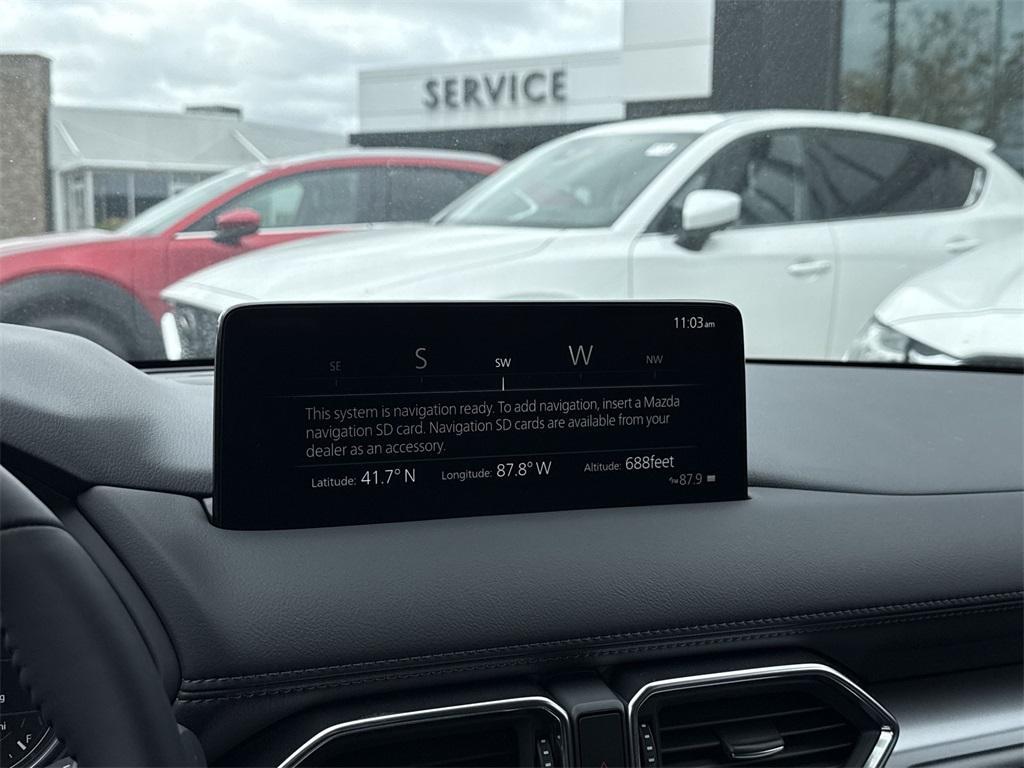 SERVICE
11:03am
SE S SW W NW
This system is navigation ready. To add navigation, insert a Mazda
navigation SD card. Navigation SD cards are available from your
dealer as an accessory.
Latitude: 41.7° N Longitude: 87.8° W Altitude: 688feet
FM 87.9
F